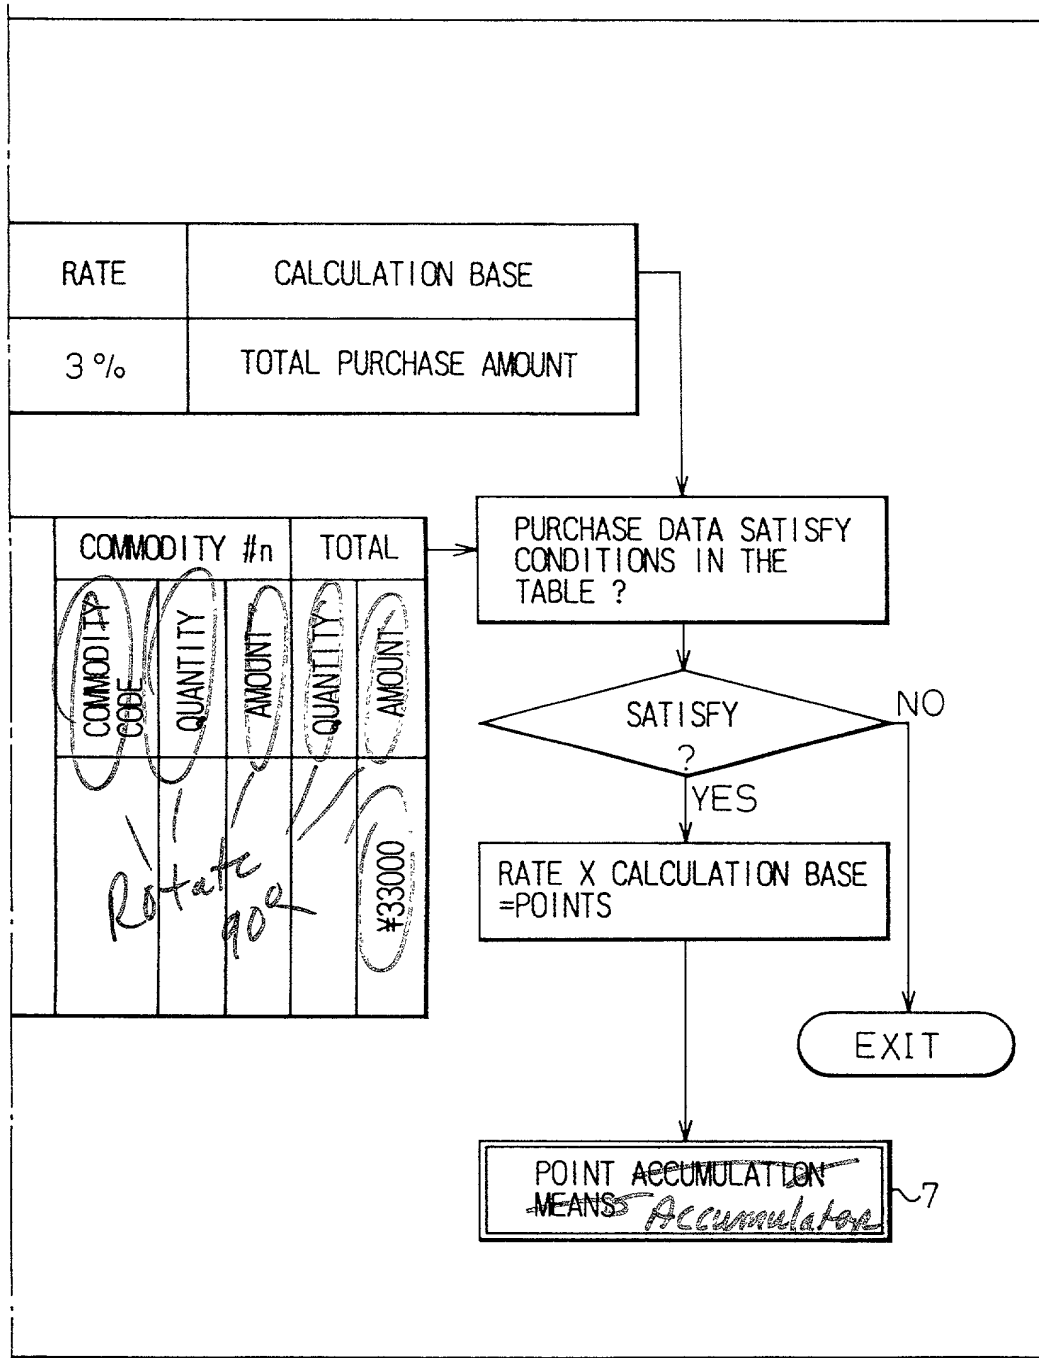 RATE CALCULATION BASE
3% TOTAL PURCHASE AMOUNT
COMMODITY #n TOTAL
COMMODITY
CODE
QUANTITY
AMOUNT
QUANTITY
AMOUNT
¥33000
Rotate
90°
PURCHASE DATA SATISFY
CONDITIONS IN THE
TABLE ?
SATISFY
?
NO
YES
RATE X CALCULATION BASE
=POINTS
EXIT
POINT ACCUMULATION
MEANS Accumulator
7